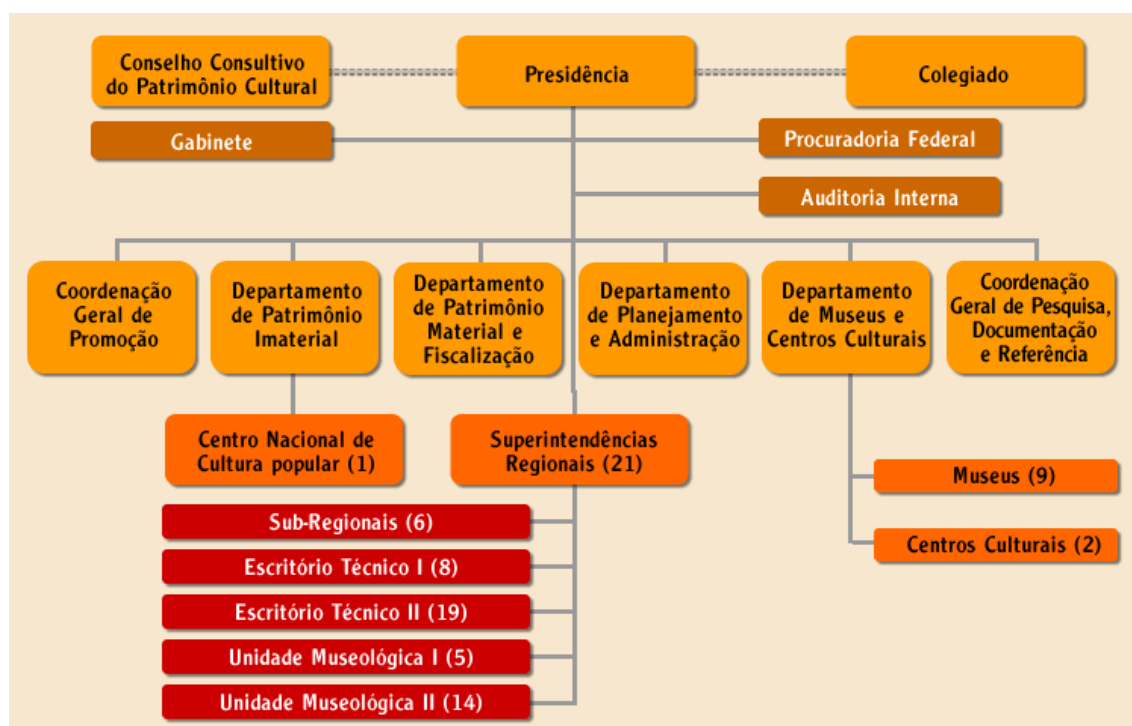 Conselho Consultivo
do Patrimônio Cultural
Presidência
Colegiado
Gabinete
Procuradoria Federal
Auditoria Interna
Coordenação
Geral de
Promoção
Departamento
de Patrimônio
Imaterial
Departamento
de Patrimônio
Material e
Fiscalização
Departamento
de Planejamento
e Administração
Departamento
de Museus e
Centros Culturais
Coordenação
Geral de Pesquisa,
Documentação
e Referência
Centro Nacional de
Cultura popular (1)
Superintendências
Regionais (21)
Museus (9)
Centros Culturais (2)
Sub-Regionais (6)
Escritório Técnico I (8)
Escritório Técnico II (19)
Unidade Museológica I (5)
Unidade Museológica II (14)